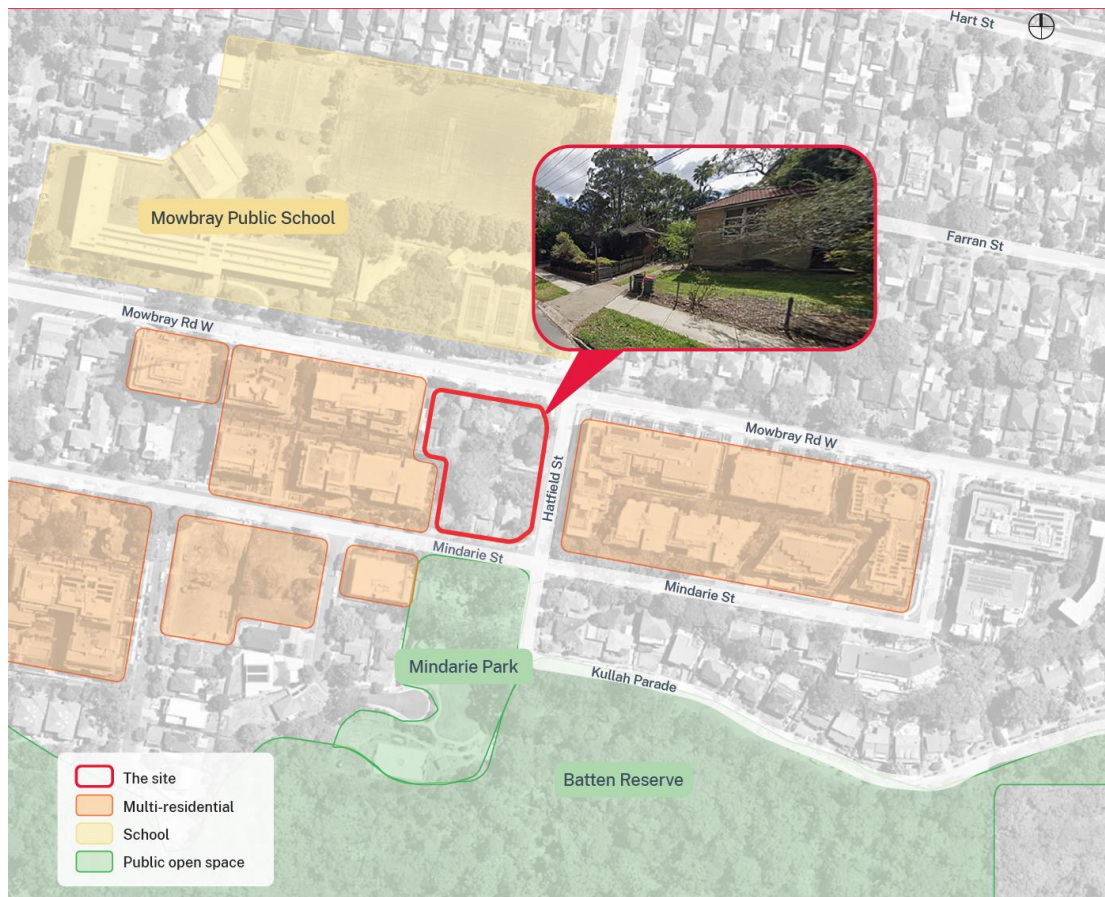 Hart St
Mowbray Public School
Farran St
Mowbray Rd W
Mowbray Rd W
Hatfield St
Mindarie St
Mindarie St
Mindarie Park
Kullah Parade
Batten Reserve
The site
Multi-residential
School
Public open space